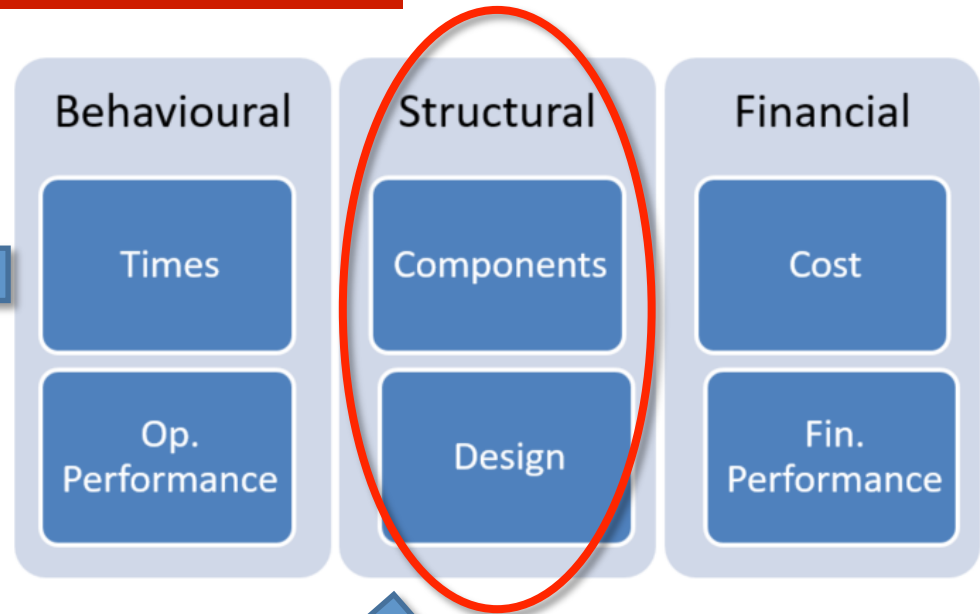 Behavioural
Times
Op.
Performance
Structural
Components
Design
Financial
Cost
Fin.
Performance